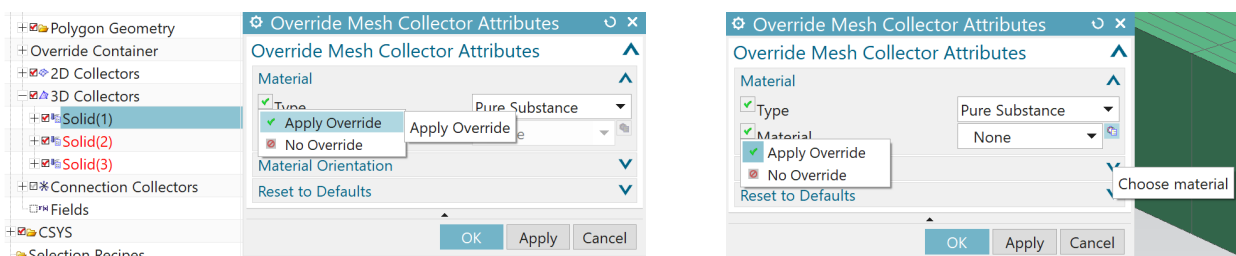 Polygon Geometry
Override Container
2D Collectors
3D Collectors
Solid(1)
Solid(2)
Solid(3)
Connection Collectors
Fields
CSYS
Selection Recipes
Override Mesh Collector Attributes
Override Mesh Collector Attributes
Material
Type Pure Substance
Apply Override
Apply Override
No Override
Material Orientation
Reset to Defaults
OK Apply Cancel
Override Mesh Collector Attributes
Override Mesh Collector Attributes
Material
Type Pure Substance
Material None
Apply Override
No Override
Choose material
Reset to Defaults
OK Apply Cancel